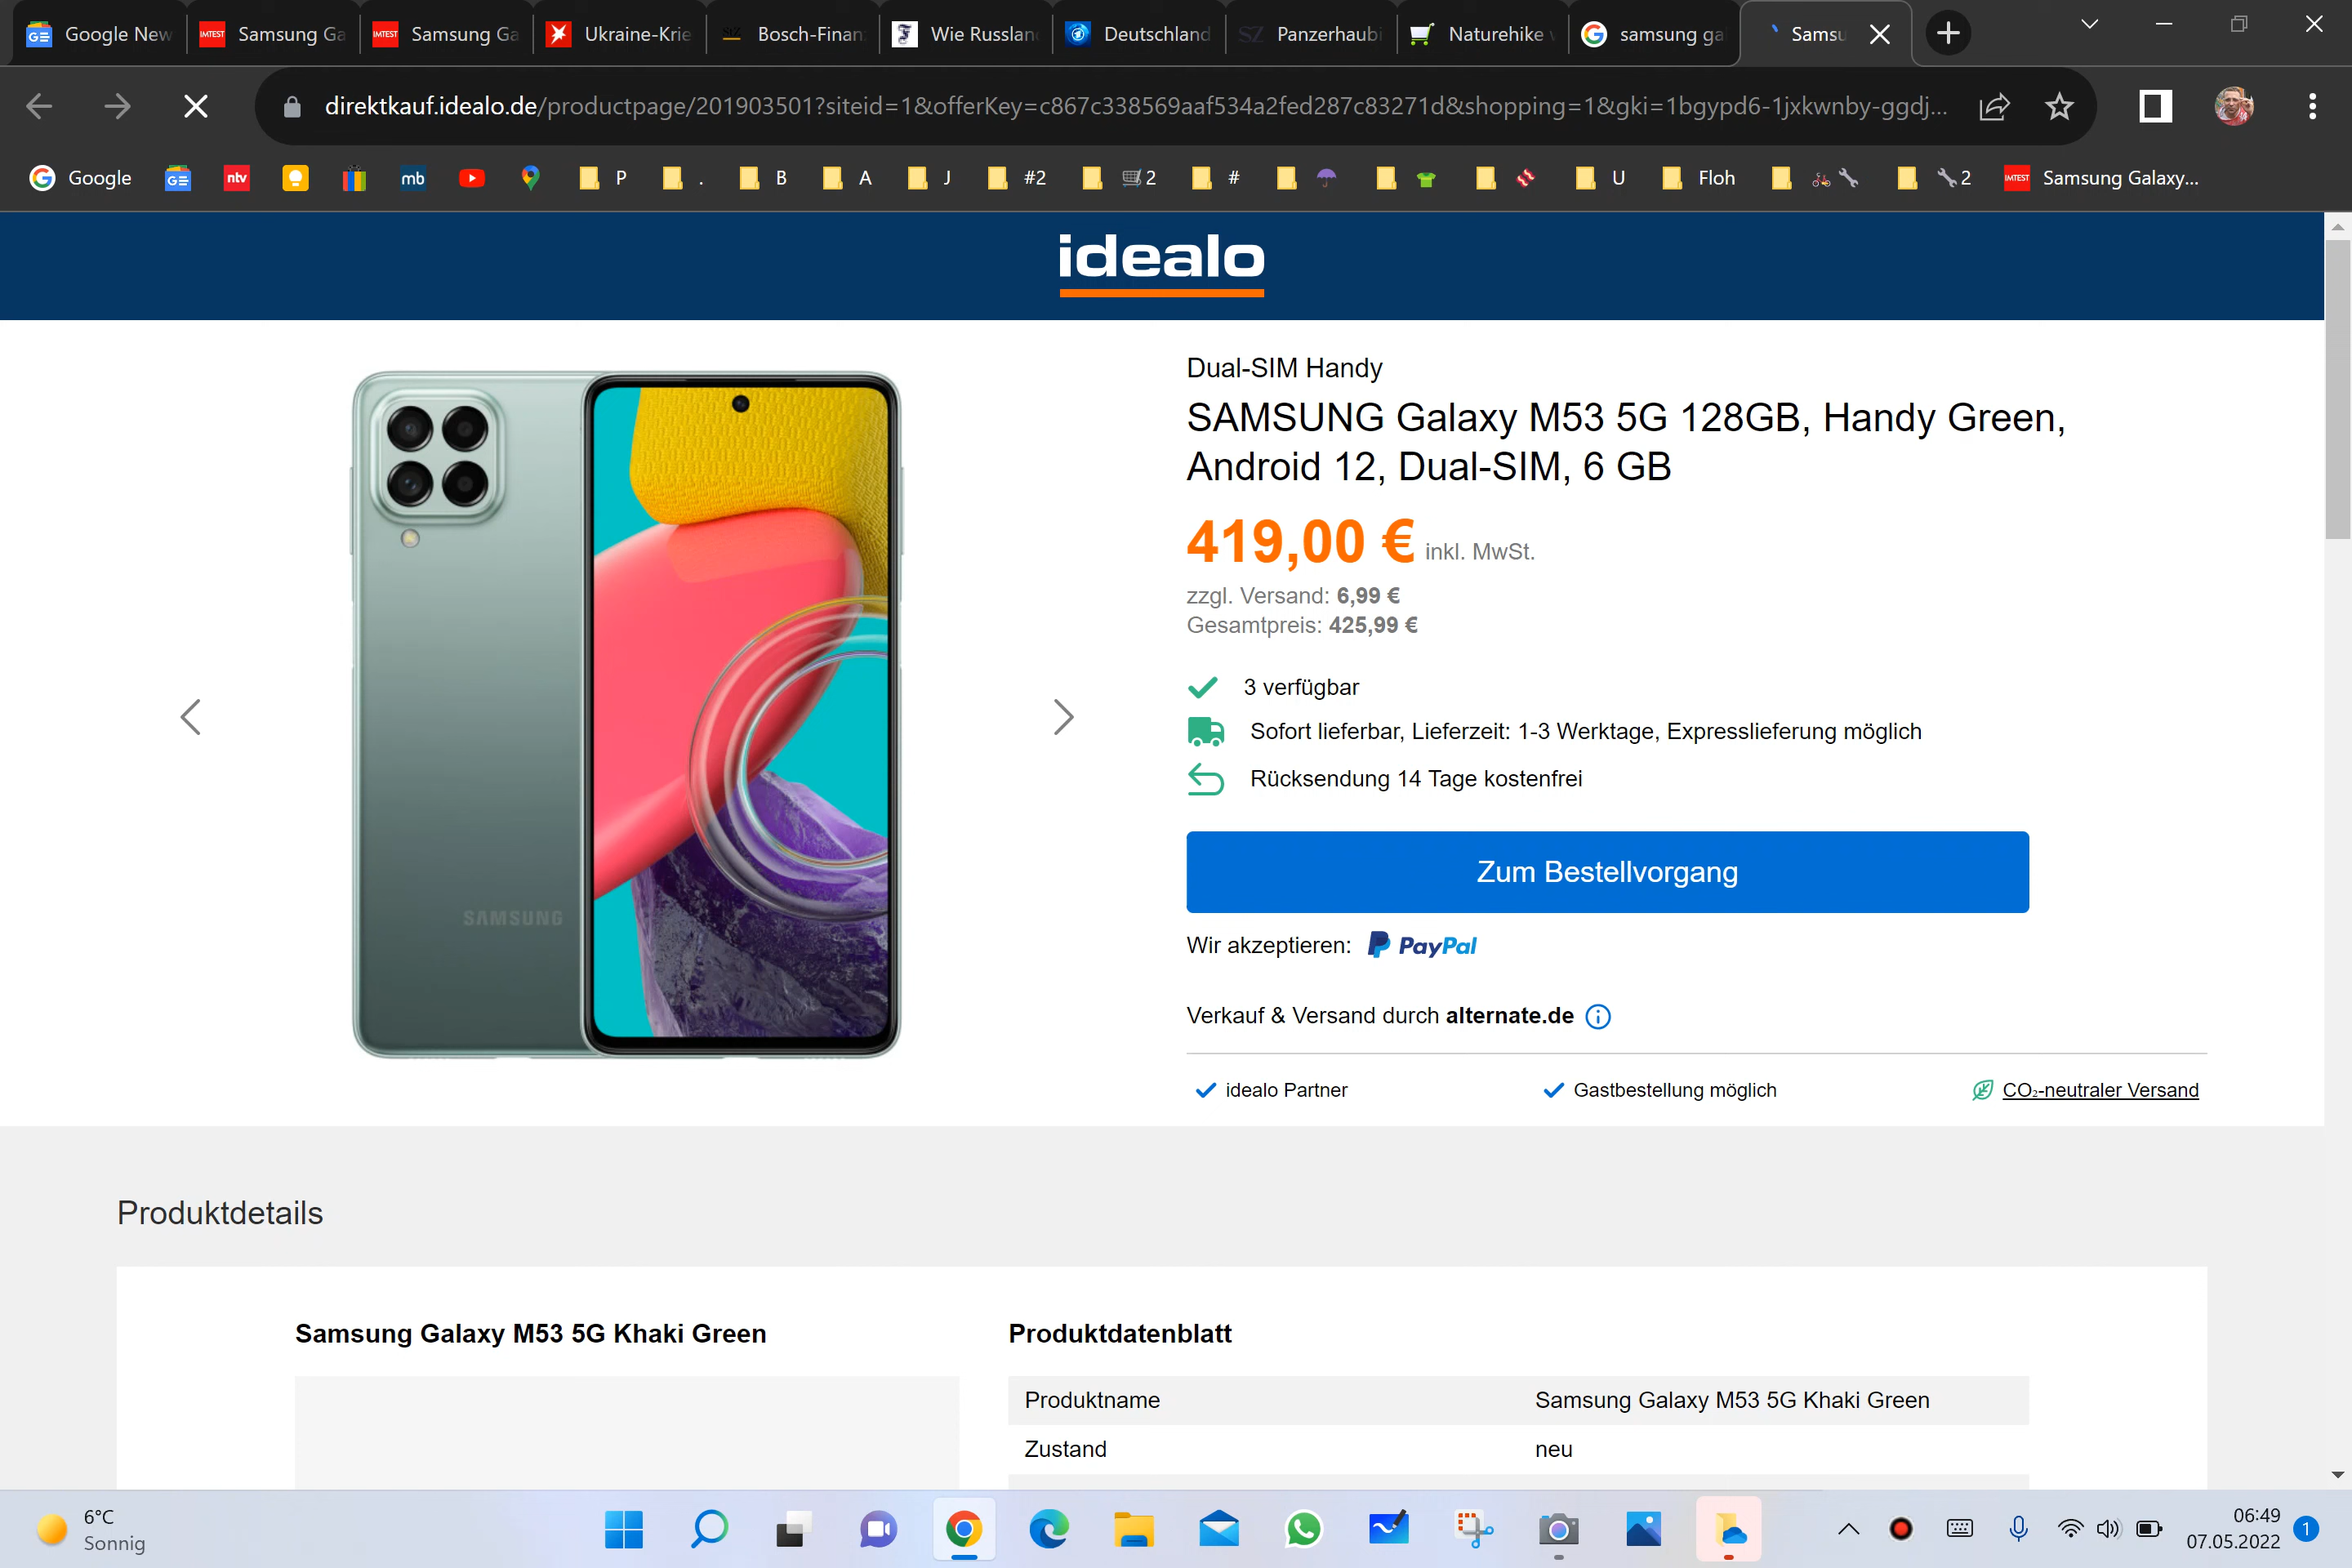 Google New
Samsung Ga
Samsung Ga
Ukraine-Krie
Bosch-Finan
Wie Russlan
Deutschland
Panzerhaubi
Naturehike v
samsung ga
Samsu
direktkauf.idealo.de/productpage/201903501?siteid=1&offerKey=c867c338569aaf534a2fed287c83271d&shopping=1&gki=1bgypd6-1jxkwnby-ggdj...
Google
ntv
mb
P
.
B
A
J
#2
2
#
U
Floh
2
IMTEST
Samsung Galaxy...
idealo
Dual-SIM Handy
SAMSUNG Galaxy M53 5G 128GB, Handy Green,
Android 12, Dual-SIM, 6 GB
419,00 € inkl. MwSt.
zzgl. Versand: 6,99 €
Gesamtpreis: 425,99 €
3 verfügbar
Sofort lieferbar, Lieferzeit: 1-3 Werktage, Expresslieferung möglich
Rücksendung 14 Tage kostenfrei
SAMSUNG
Zum Bestellvorgang
Wir akzeptieren: PayPal
Verkauf & Versand durch alternate.de
idealo Partner
Gastbestellung möglich
CO₂-neutraler Versand
Produktdetails
Samsung Galaxy M53 5G Khaki Green
Produktdatenblatt
Produktname Samsung Galaxy M53 5G Khaki Green
Zustand neu
6°C
Sonnig
06:49
07.05.2022
1